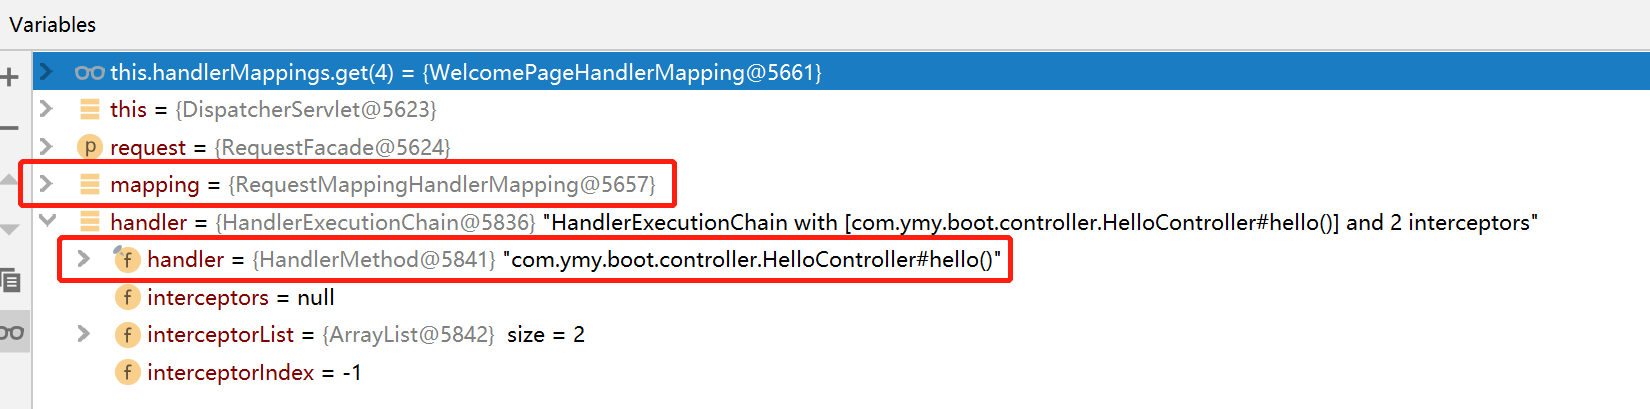 Variables
this.handlerMappings.get(4) = {WelcomePageHandlerMapping@5661}
this = {DispatcherServlet@5623}
p request = {RequestFacade@5624}
mapping = {RequestMappingHandlerMapping@5657}
handler = {HandlerExecutionChain@5836} "HandlerExecutionChain with [com.ymy.boot.controller.HelloController#hello()] and 2 interceptors"
f handler = {HandlerMethod@5841} "com.ymy.boot.controller.HelloController#hello()"
f interceptors = null
f interceptorList = {ArrayList@5842} size = 2
f interceptorIndex = -1